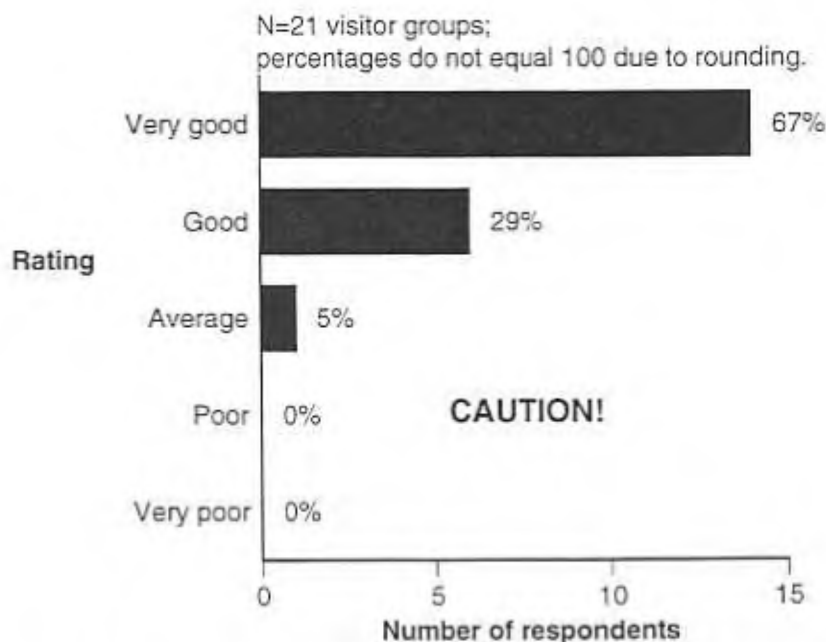 N=21 visitor groups;
percentages do not equal 100 due to rounding.
Very good 67%
Good 29%
Rating
Average 5%
Poor 0% CAUTION!
Very poor 0%
0 5 10 15
Number of respondents